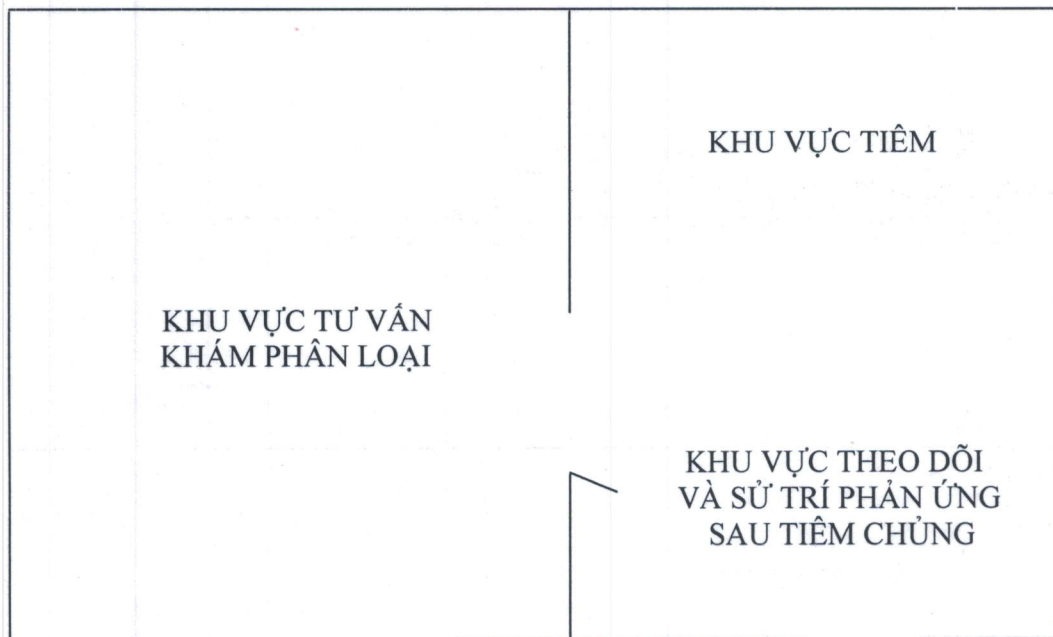 KHU VỰC TIÊM
KHU VỰC TƯ VẤN
KHÁM PHÂN LOẠI
KHU VỰC THEO DÕI
VÀ SỬ TRÍ PHẢN ỨNG
SAU TIÊM CHỦNG